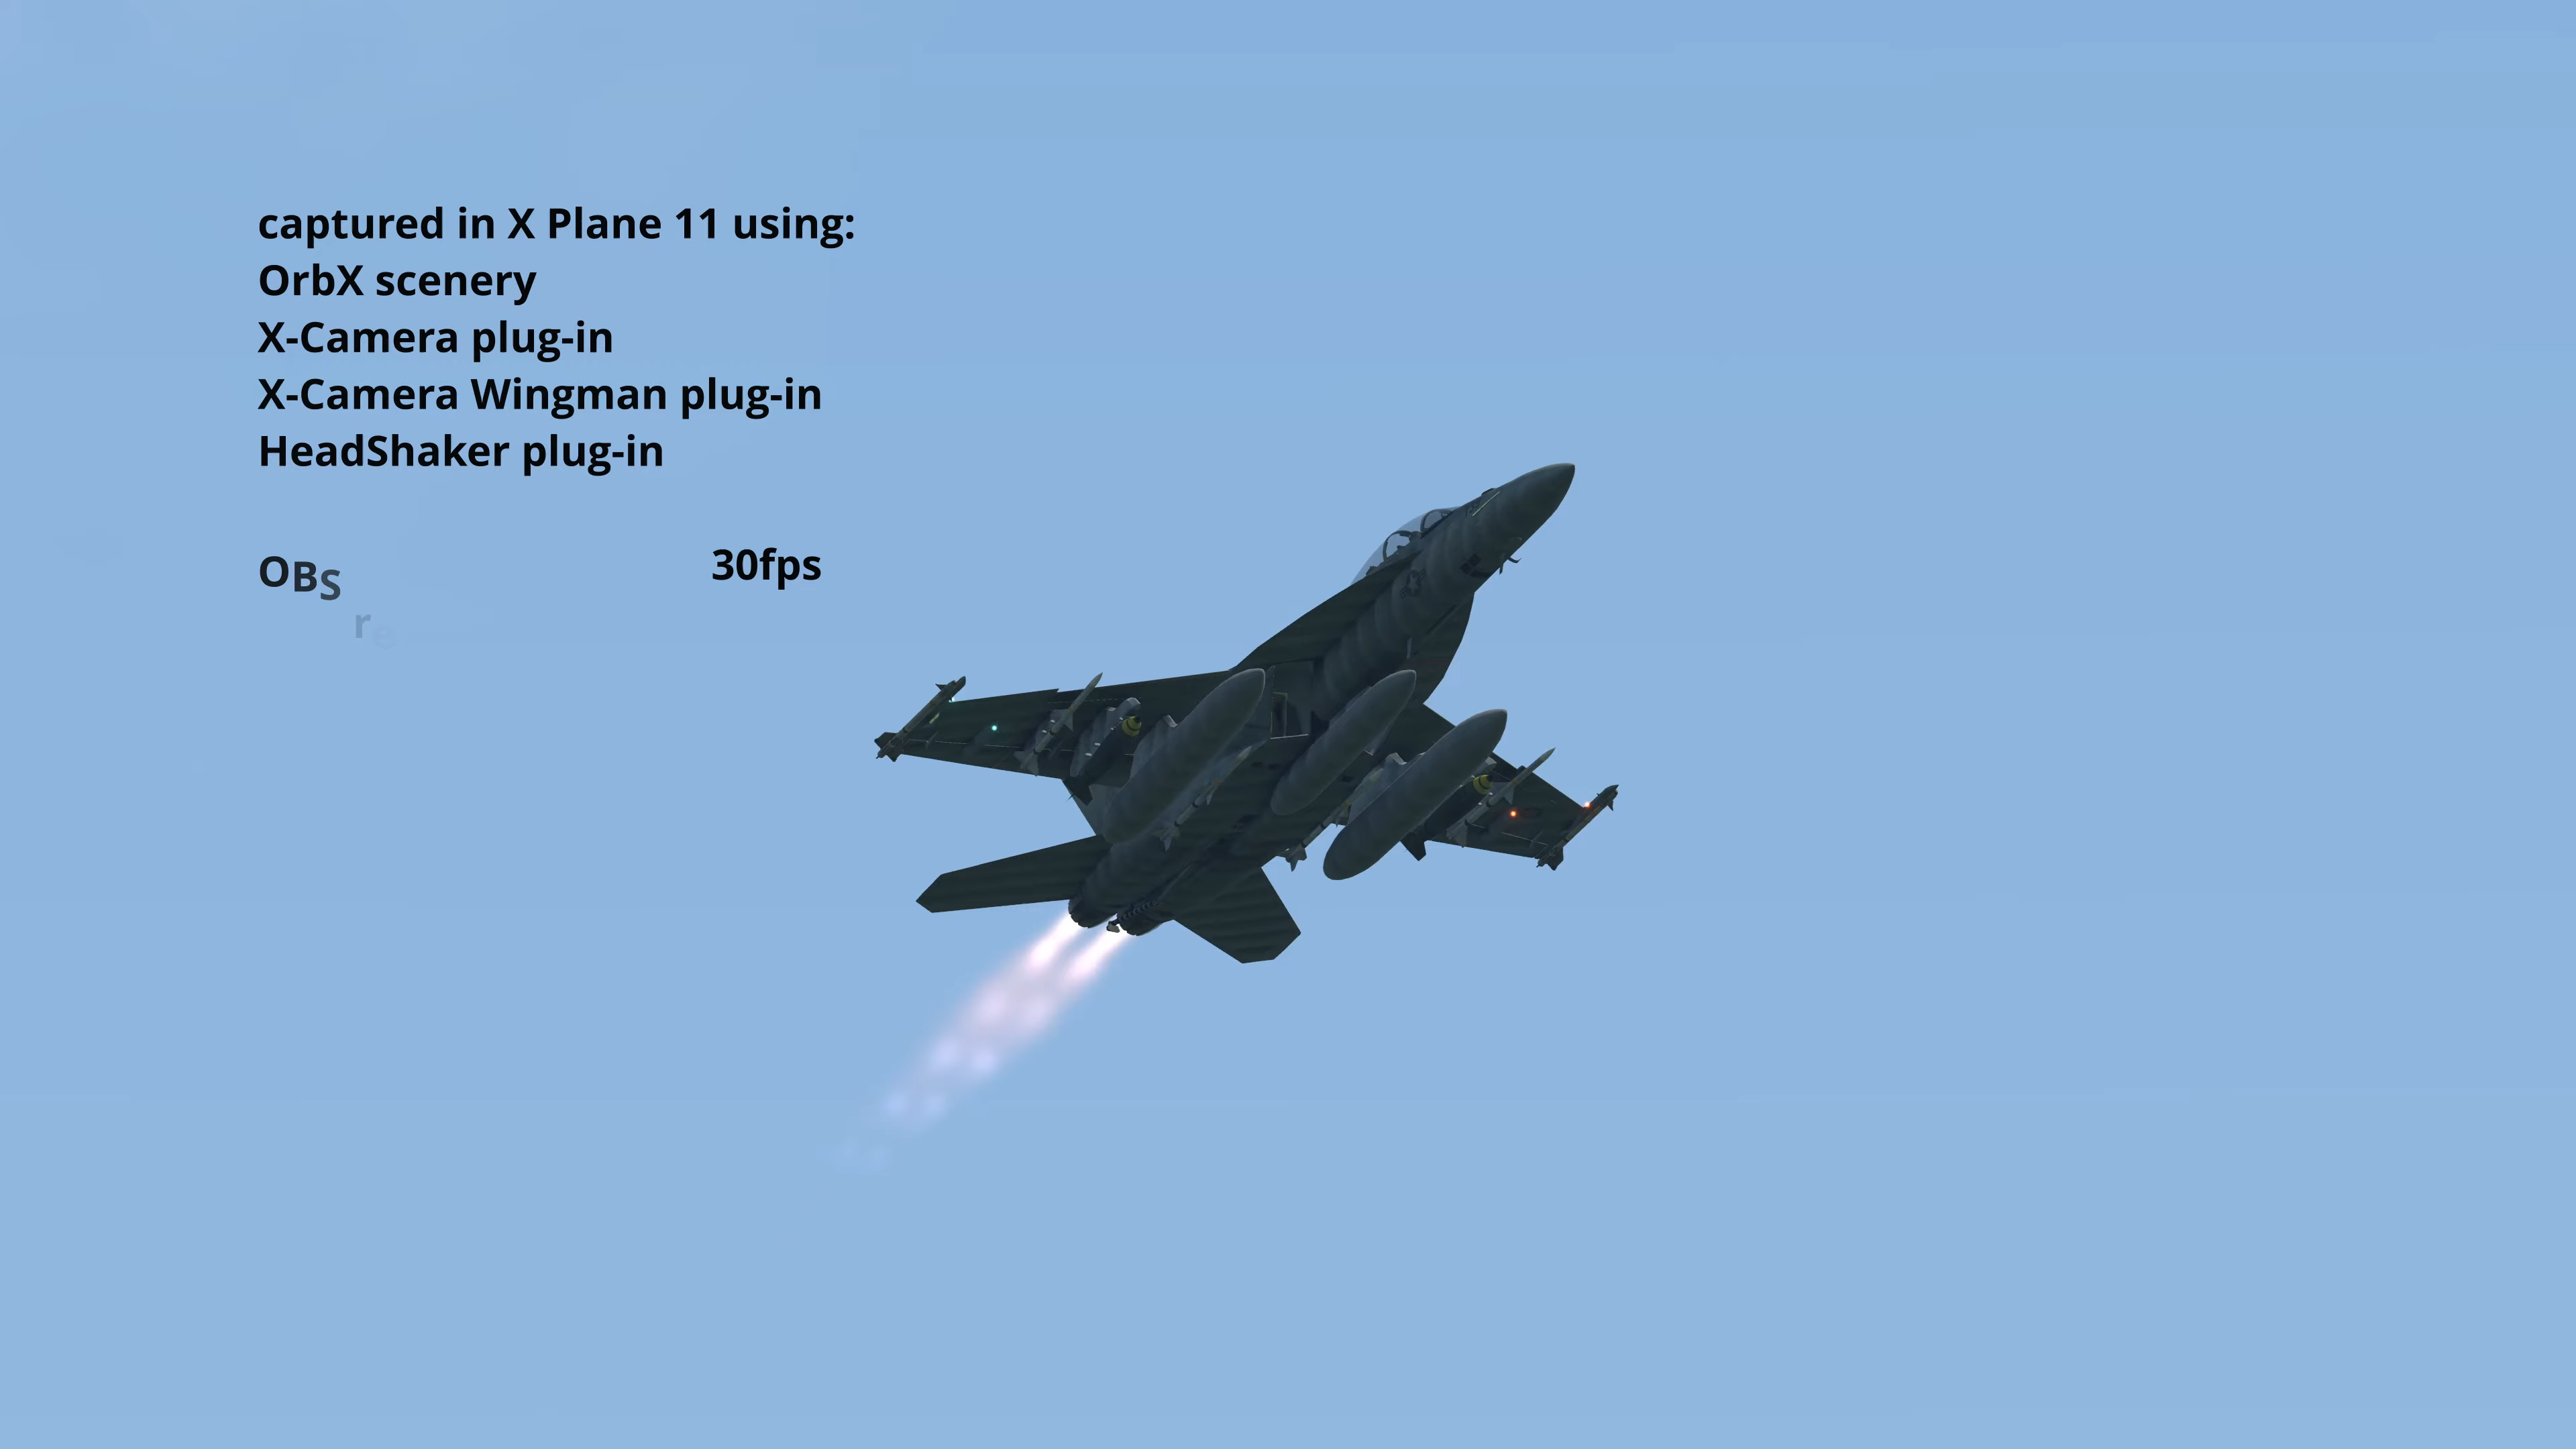 captured in X Plane 11 using:
OrbX scenery
X-Camera plug-in
X-Camera Wingman plug-in
HeadShaker plug-in
OBS 30fps